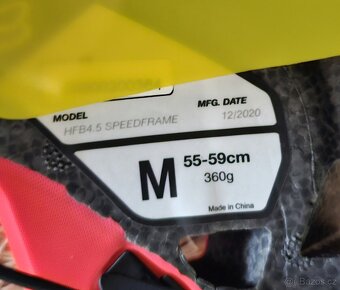 MODEL
HFB4.5 SPEEDFRAME
MFG. DATE
12/2020
M
55-59cm
360g
Made in China
Bazos.cz